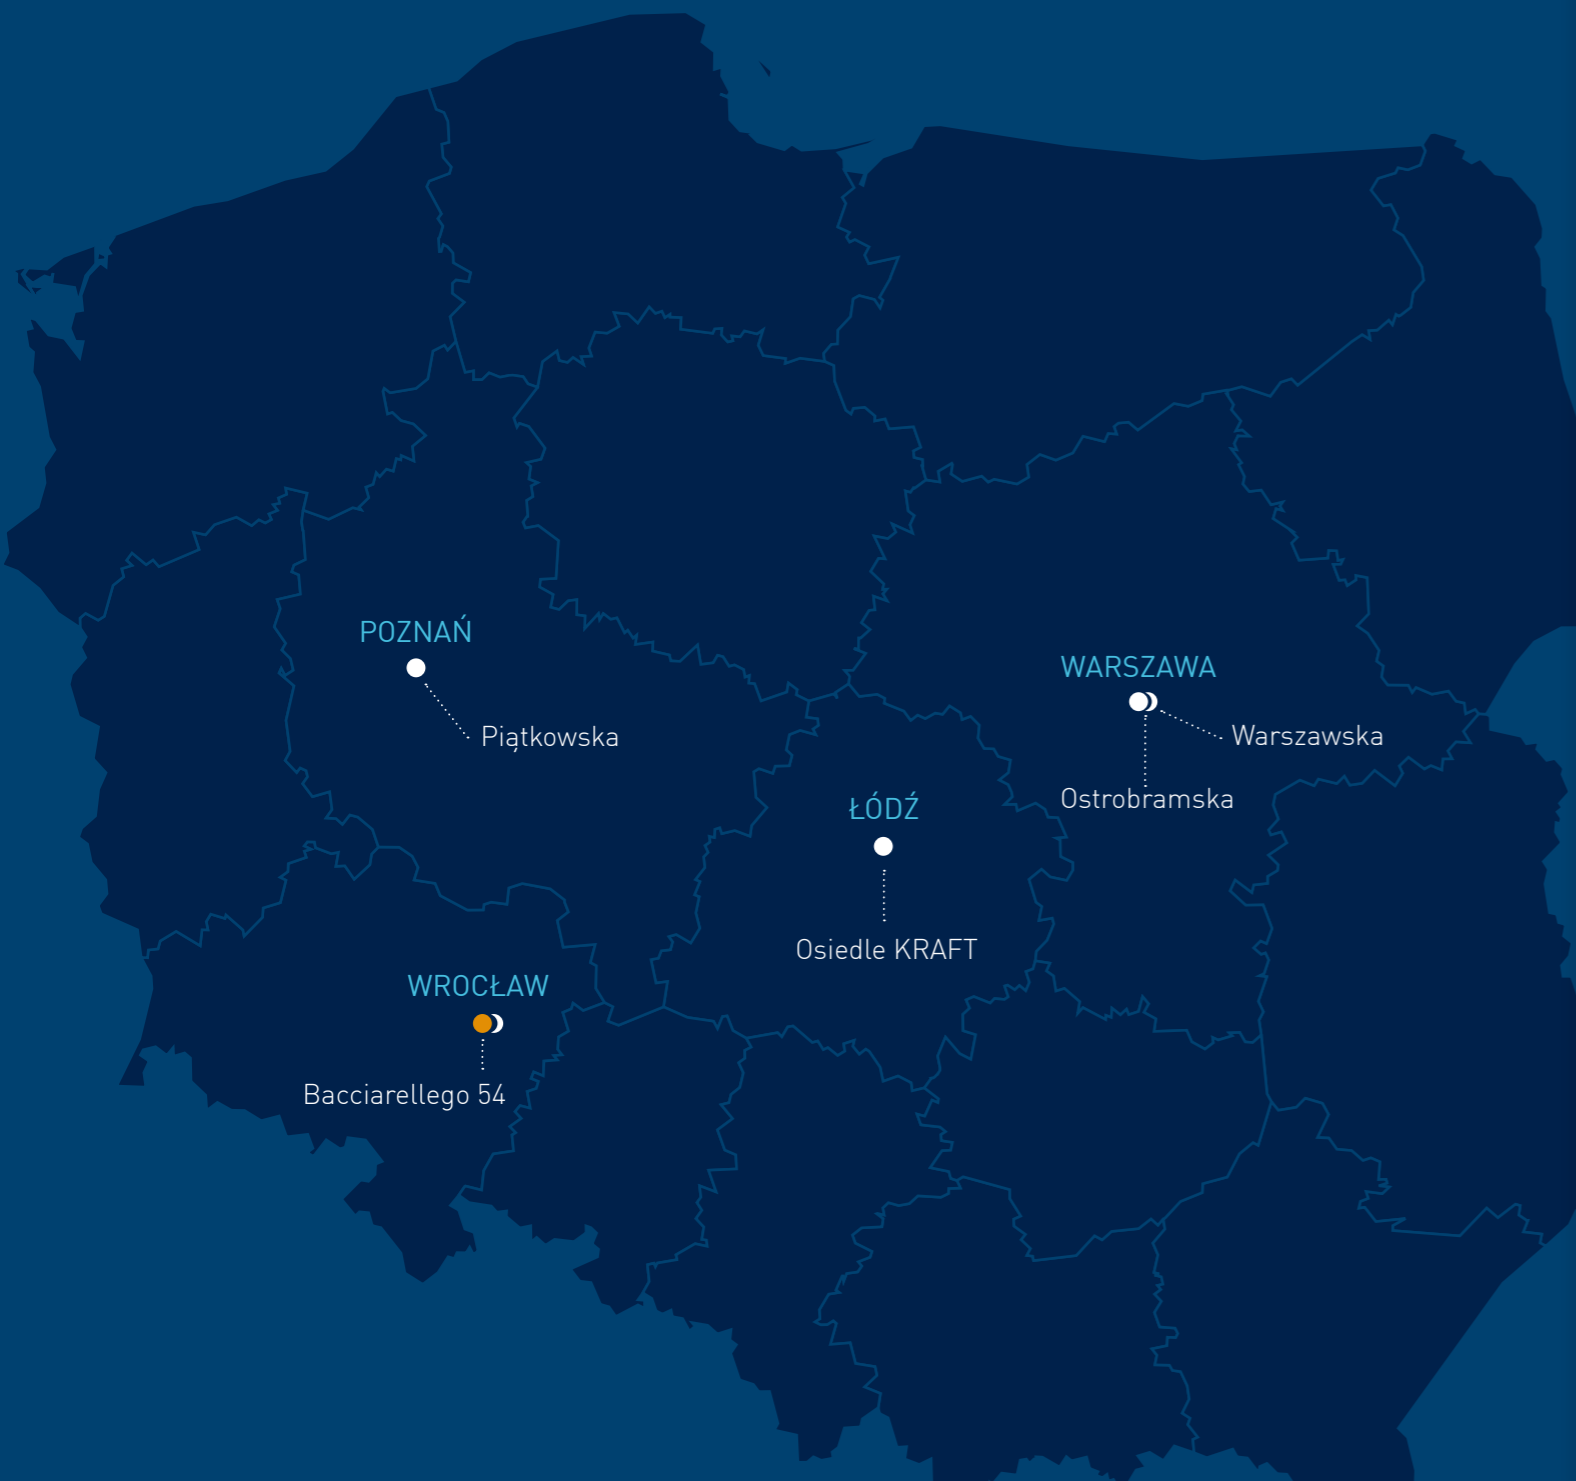 POZNAŃ
Piątkowska
WARSZAWA
Warszawska
Ostrobramska
ŁÓDŹ
Osiedle KRAFT
WROCŁAW
Bacciarellego 54